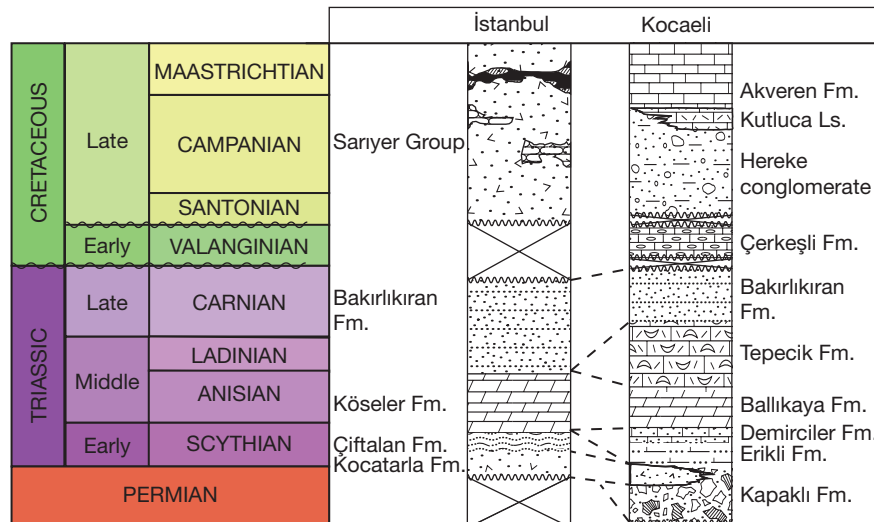 İstanbul Kocaeli
CRETACEOUS
Late
MAASTRICHTIAN
CAMPANIAN
SANTONIAN
Early
VALANGINIAN
TRIASSIC
Late
CARNIAN
Middle
LADINIAN
ANISIAN
Early
SCYTHIAN
PERMIAN
Sarıyer Group
Bakırlıkıran
Fm.
Köseler Fm.
Çiftalan Fm.
Kocatarla Fm.
Akveren Fm.
Kutluca Ls.
Hereke
conglomerate
Çerkeşli Fm.
Bakırlıkıran
Fm.
Tepecik Fm.
Ballıkaya Fm.
Demirciler Fm.
Erikli Fm.
Kapaklı Fm.